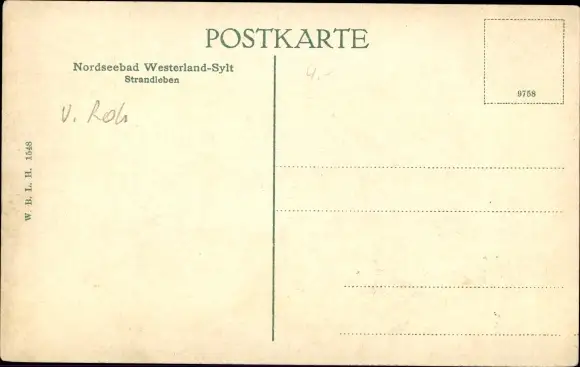 POSTKARTE
Nordseebad Westerland-Sylt
Strandleben
4.-
9758
V. Roh
W. B. L. H. 1548